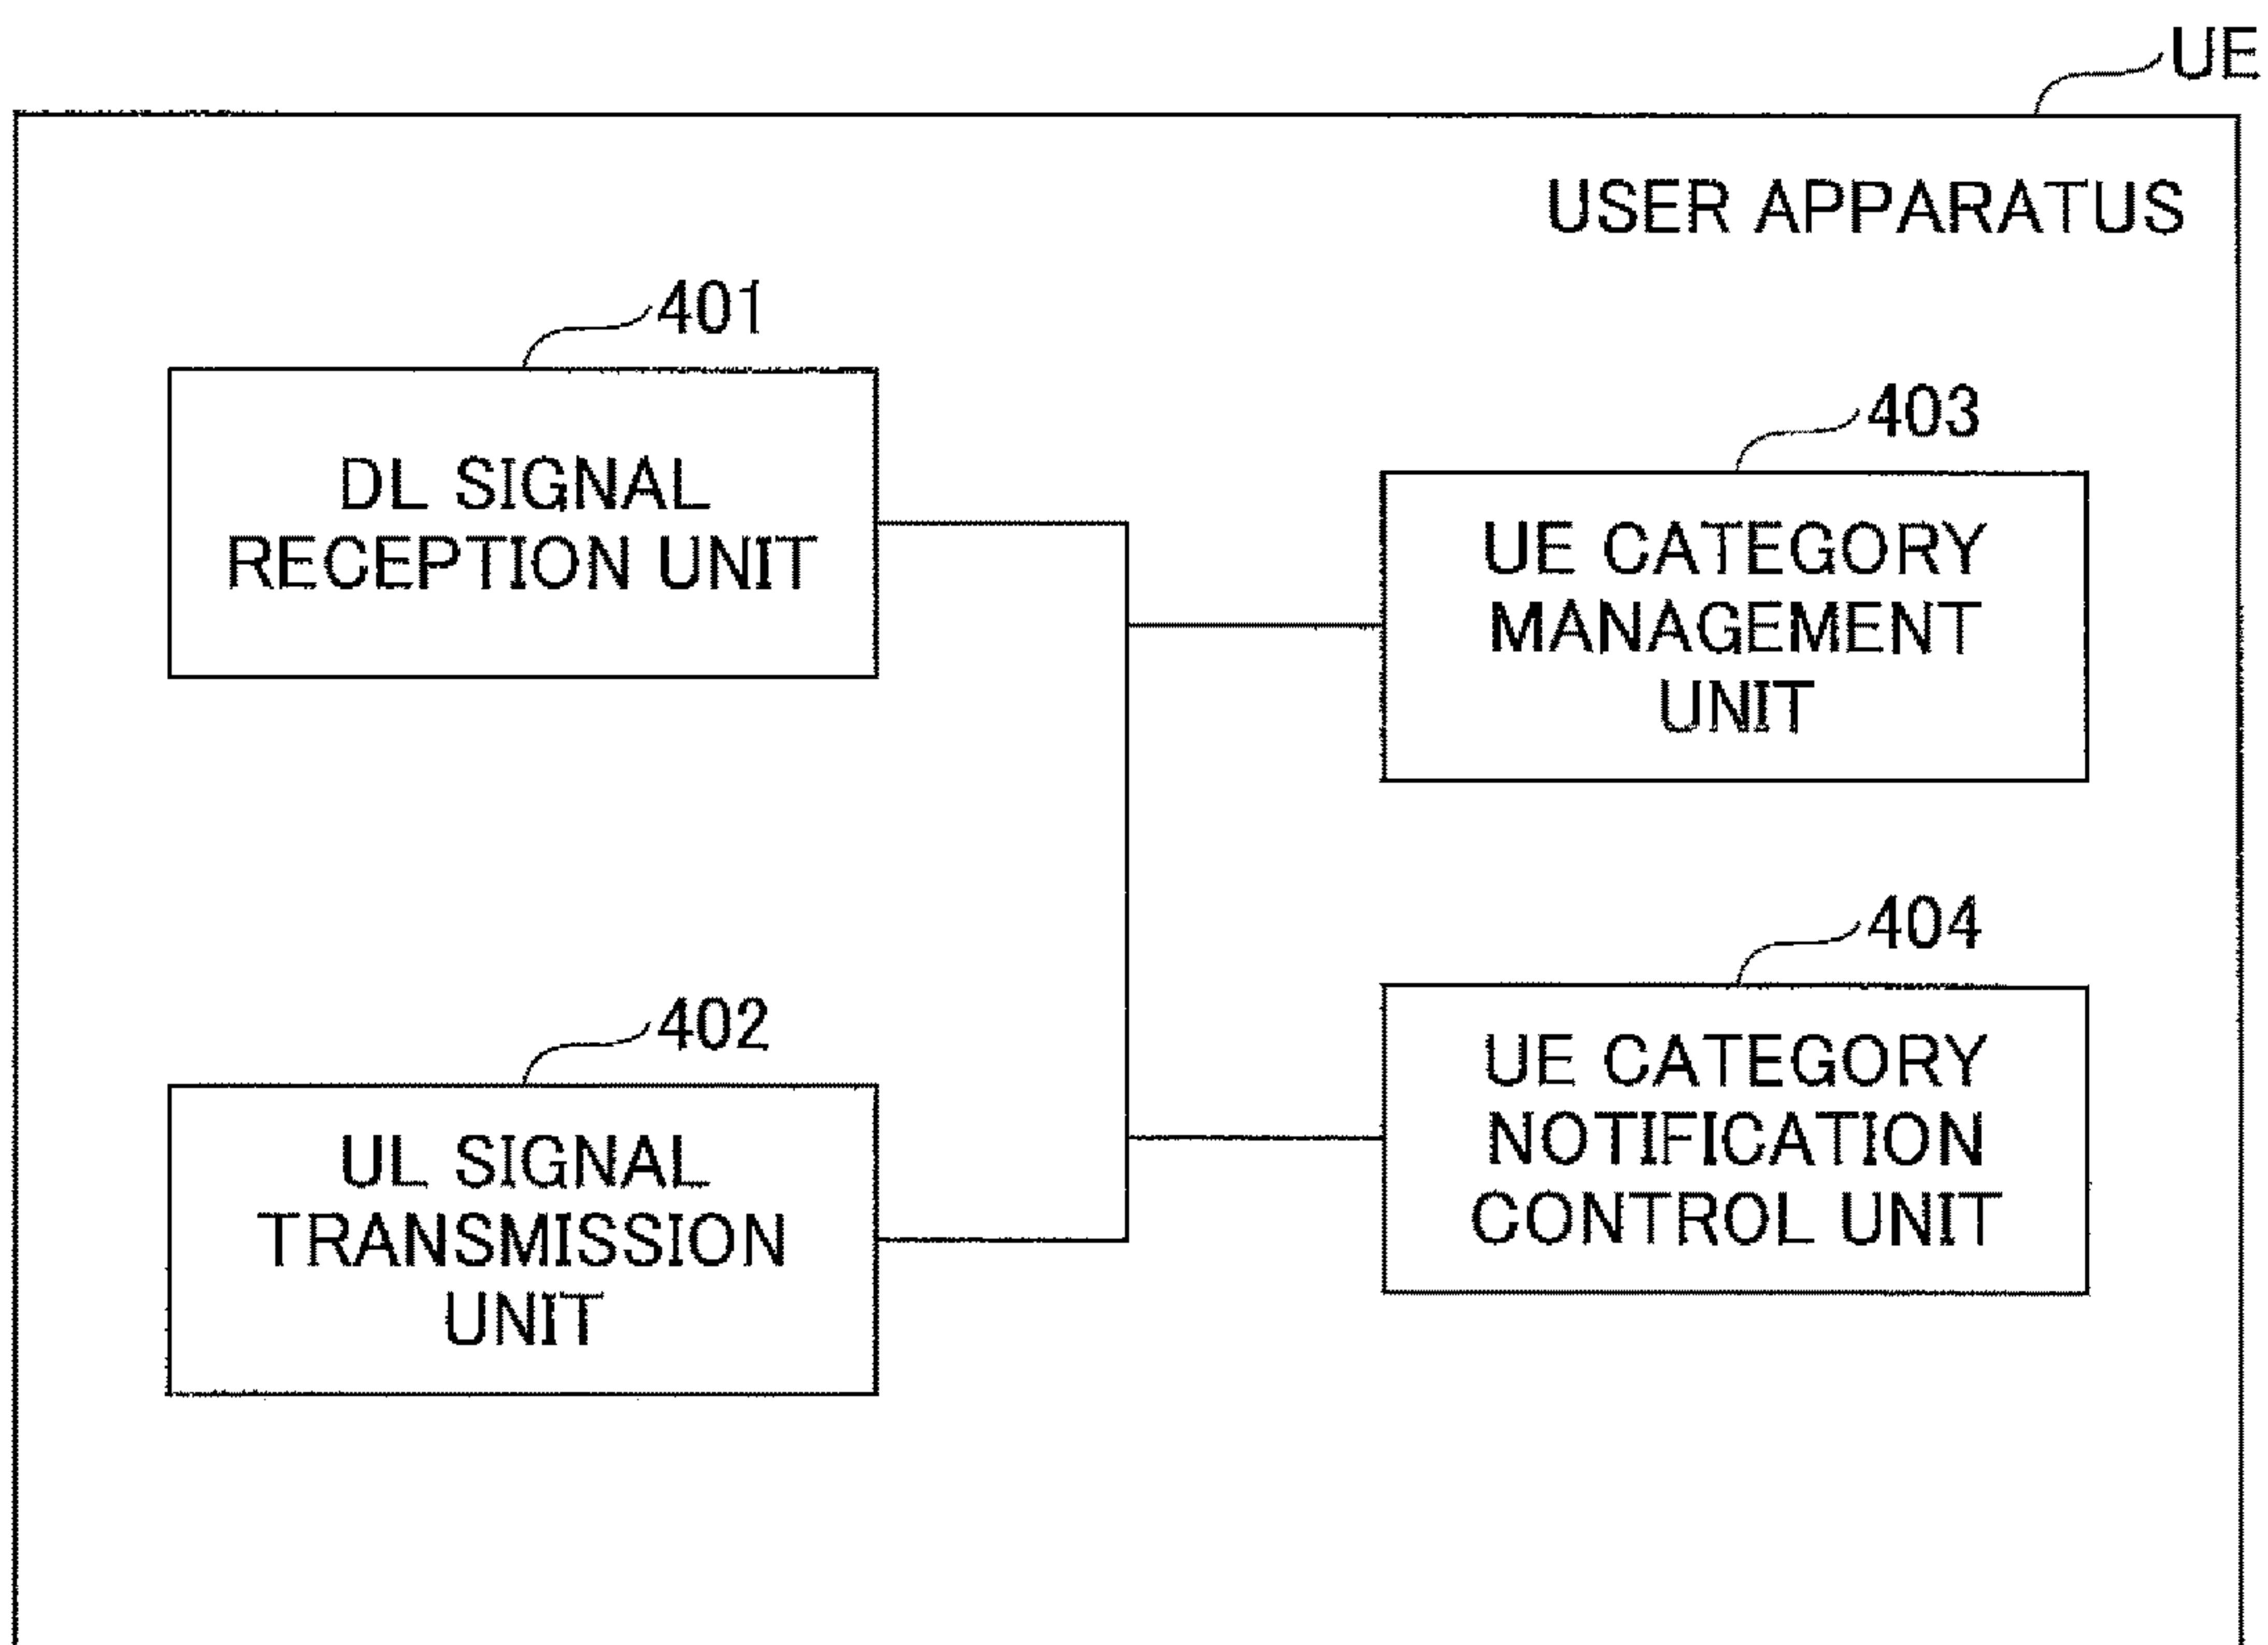 UE
USER APPARATUS
401
DL SIGNAL
RECEPTION UNIT
403
UE CATEGORY
MANAGEMENT
UNIT
402
UL SIGNAL
TRANSMISSION
UNIT
404
UE CATEGORY
NOTIFICATION
CONTROL UNIT